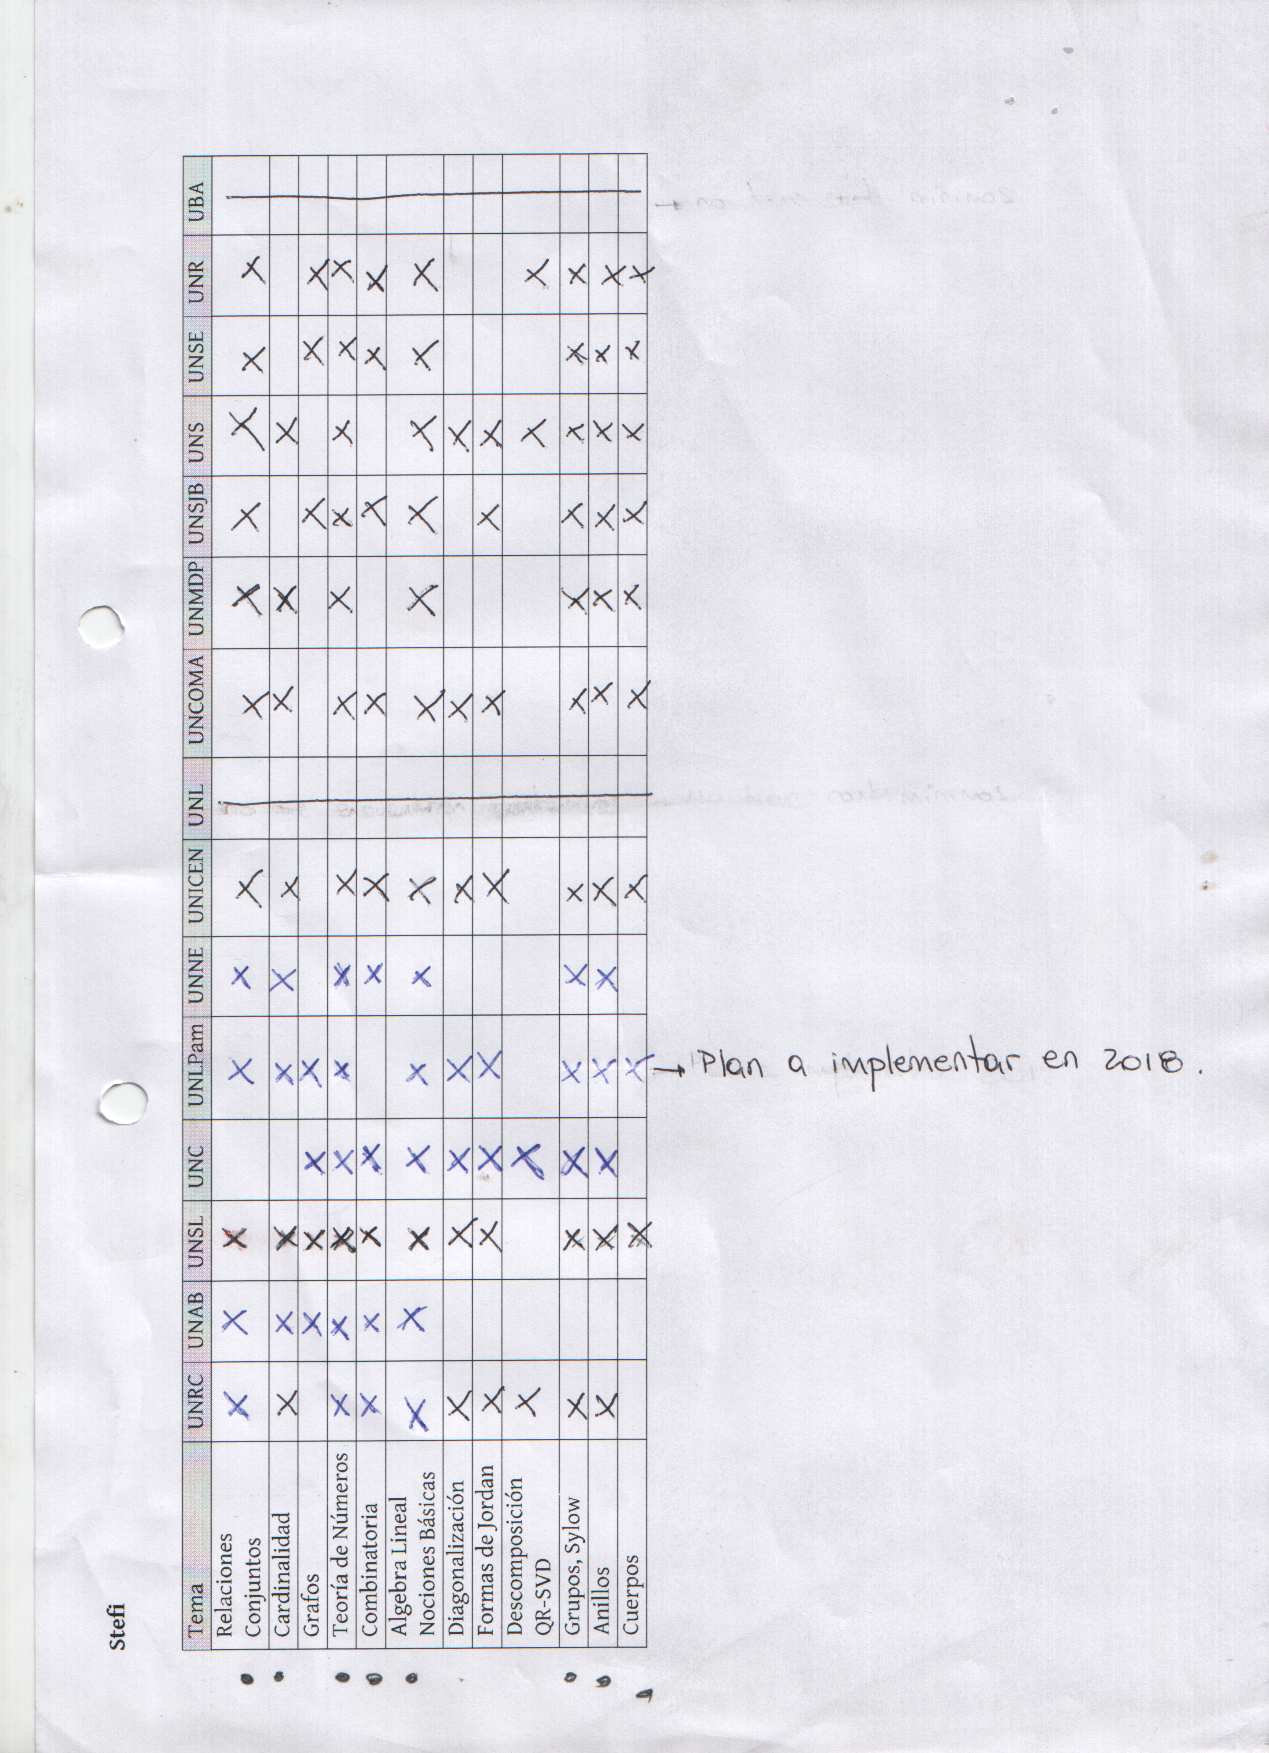 Stefi
Tema UNRC UNAB UNSL UNC UNLPam UNNE UNICEN UNL UNCOMA UNMDP UNSJB UNS UNSE UNR UBA
Relaciones
Conjuntos
Cardinalidad
Grafos
Teoría de Números
Combinatoria
Algebra Lineal
Nociones Básicas
Diagonalización
Formas de Jordan
Descomposición
QR-SVD
Grupos, Sylow
Anillos
Cuerpos
→ Plan a implementar en 2018.